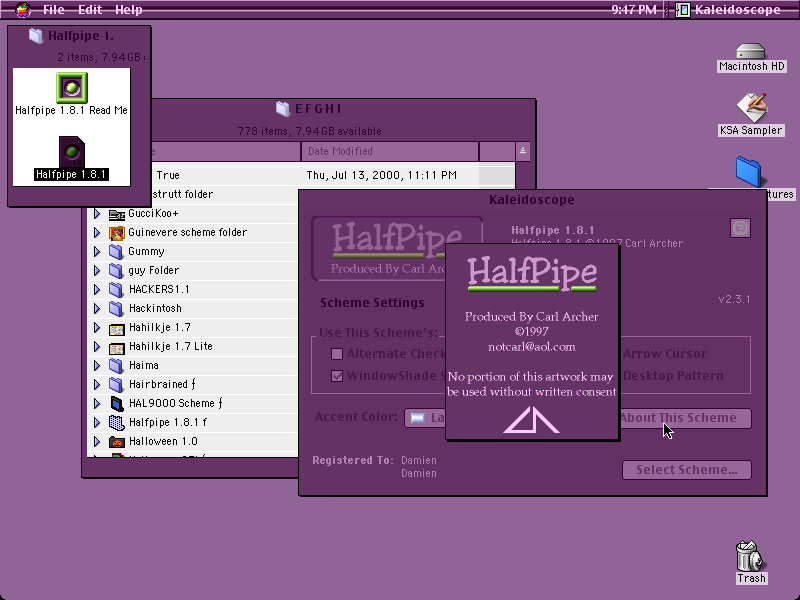 File Edit Help
9:47 PM Kaleidoscope
Halfpipe 1.
2 items, 7.94 GB
Halfpipe 1.8.1 Read Me
Halfpipe 1.8.1
EFGHI
778 items, 7.94 GB available
Date Modified
True Thu, Jul 13, 2000, 11:11 PM
strutt folder
GucciKoo+
Guinevere scheme folder
Gummy
guy Folder
HACKERS1.1
Hackintosh
Hahilkje 1.7
Hahilkje 1.7 Lite
Haima
Hairbrained ƒ
HAL9000 Scheme ƒ
Halfpipe 1.8.1 f
Halloween 1.0
Kaleidoscope
HalfPipe
Produced By Carl Ar
Halfpipe 1.8.1
Halfpipe 1.8.1 ©1997 Carl Archer
v2.3.1
Scheme Settings
Use This Scheme's:
Alternate Check
Arrow Cursor
WindowShade S
Desktop Pattern
Accent Color: La
About This Scheme
Registered To: Damien
Damien
Select Scheme...
HalfPipe
Produced By Carl Archer
©1997
notcarl@aol.com
No portion of this artwork may
be used without written consent
Macintosh HD
KSA Sampler
tures
Trash